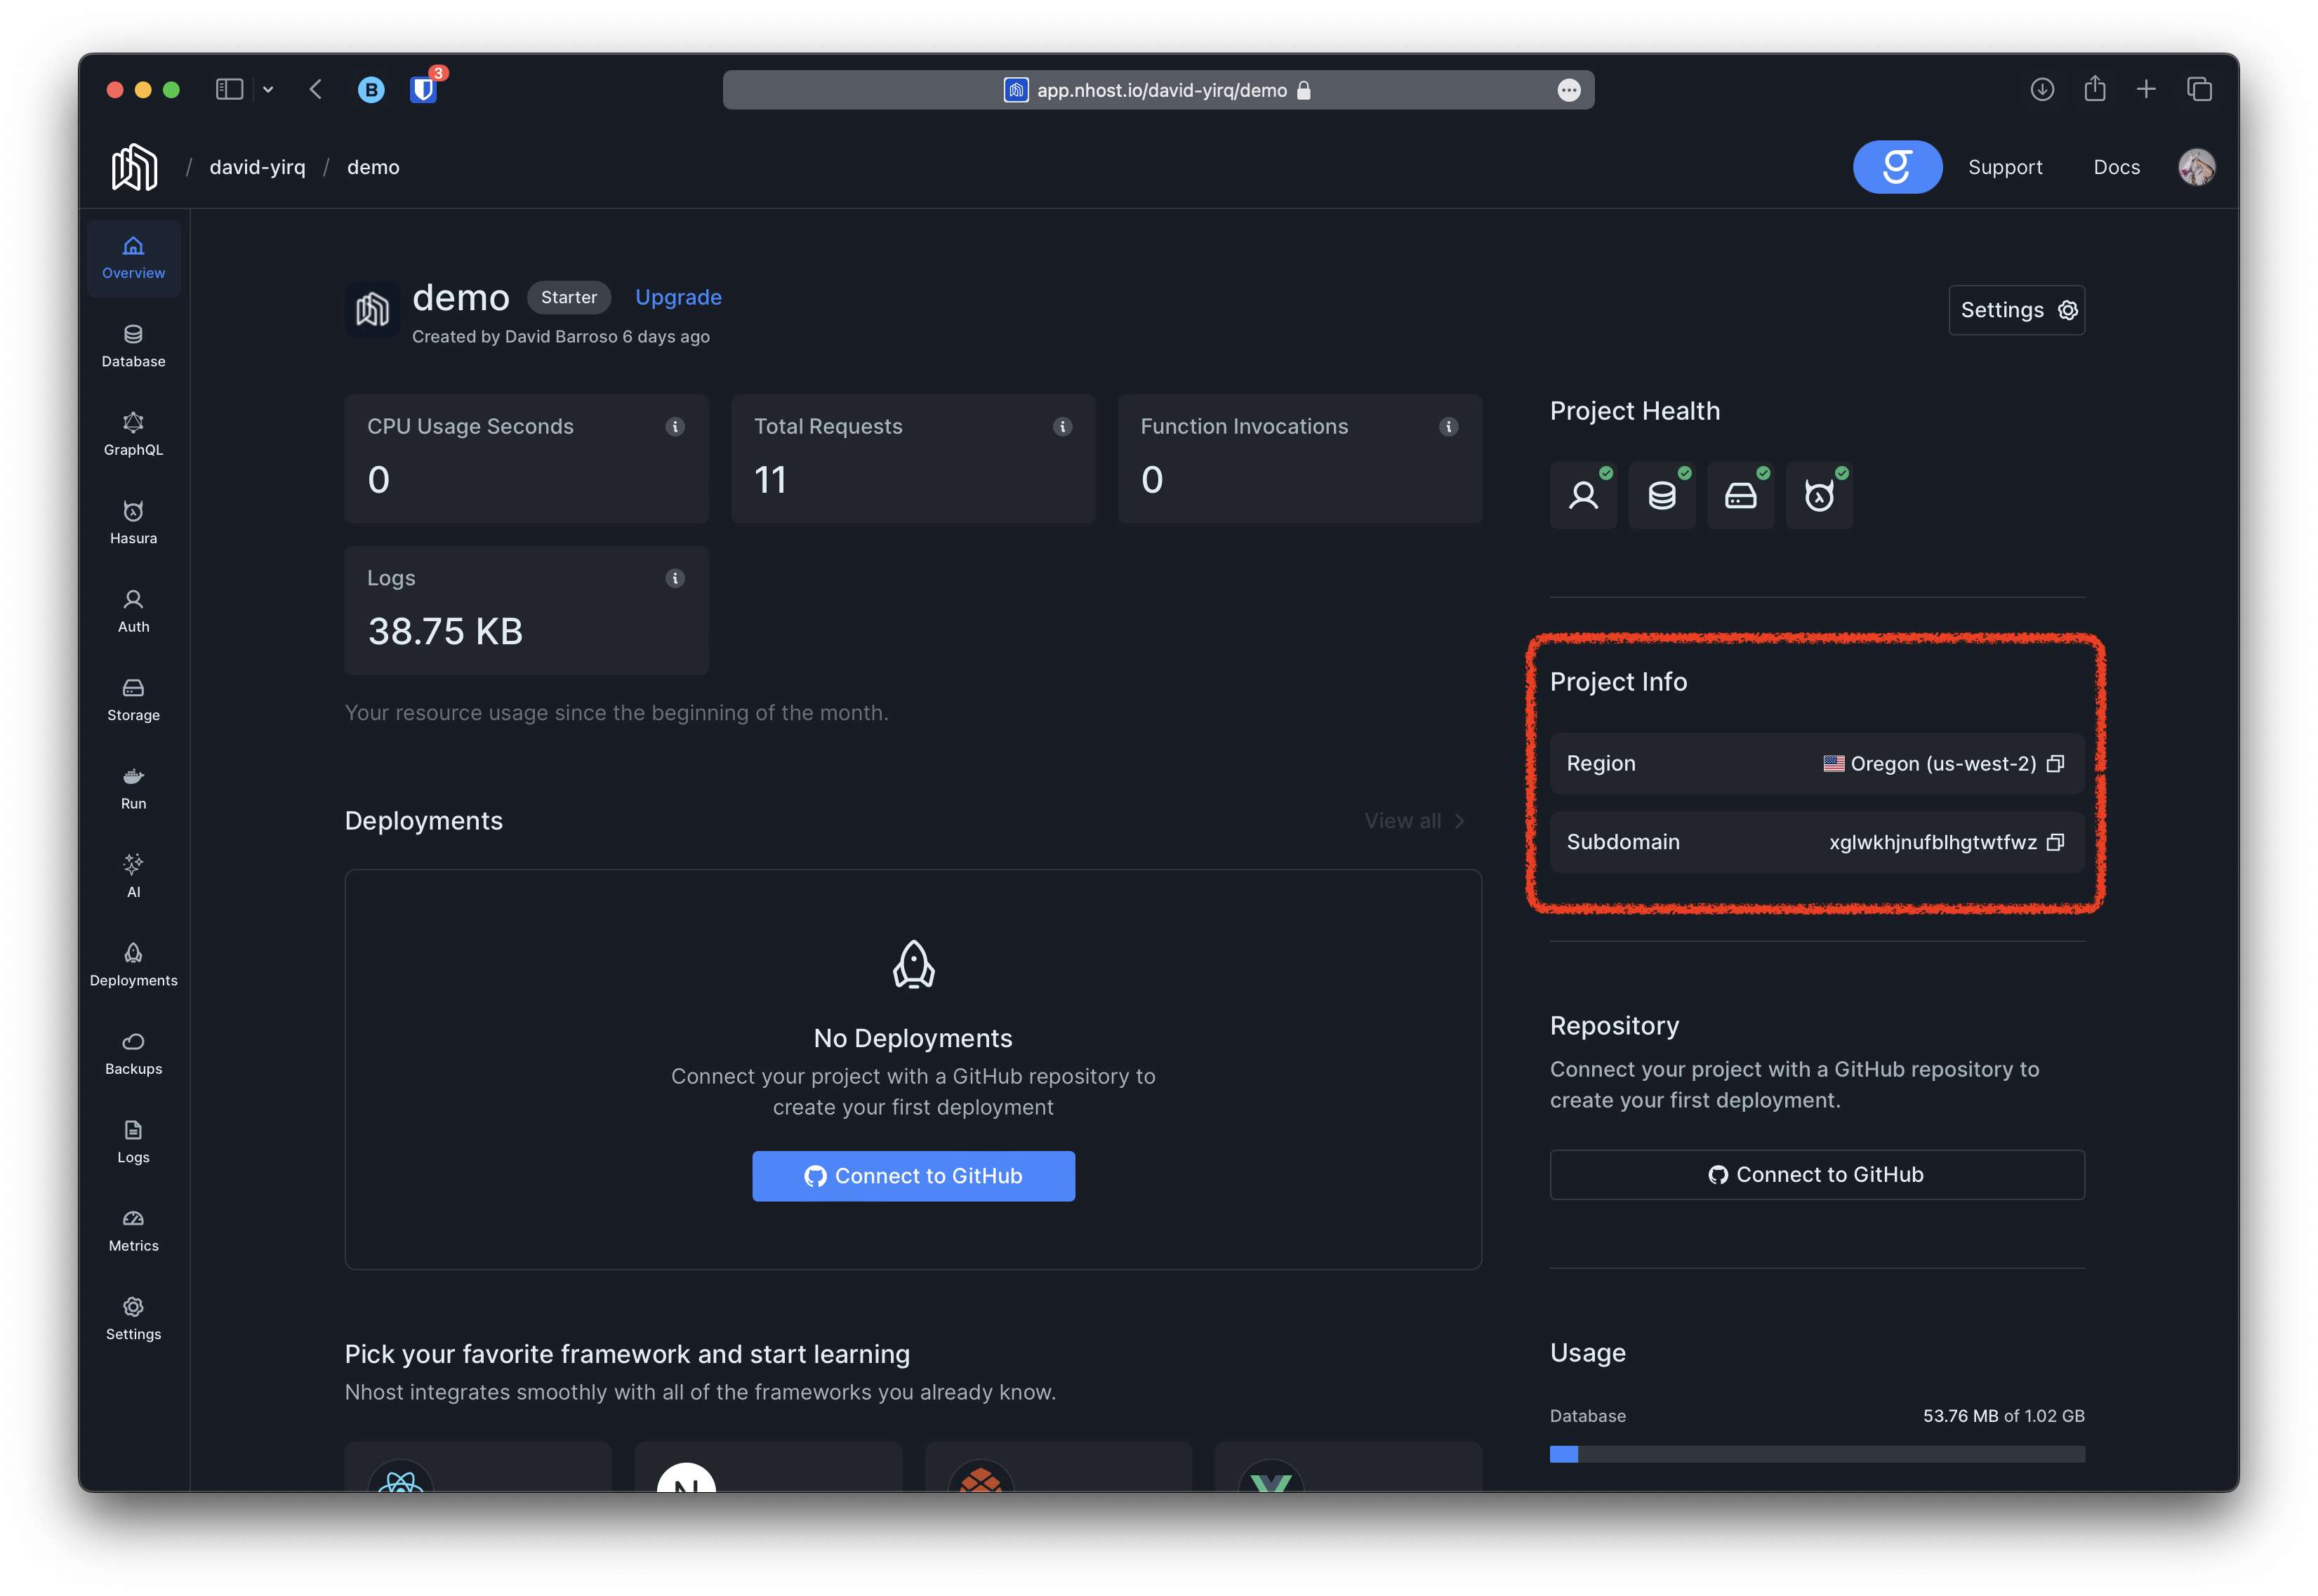 3
B
app.nhost.io/david-yirq/demo
/ david-yirq / demo
Support
Docs
Overview
Database
GraphQL
Hasura
Auth
Storage
Run
AI
Deployments
Backups
Logs
Metrics
Settings
demo
Starter
Upgrade
Created by David Barroso 6 days ago
Settings
CPU Usage Seconds
0
Total Requests
11
Function Invocations
0
Logs
38.75 KB
Your resource usage since the beginning of the month.
Deployments
View all
No Deployments
Connect your project with a GitHub repository to
create your first deployment
Connect to GitHub
Pick your favorite framework and start learning
Nhost integrates smoothly with all of the frameworks you already know.
Project Health
Project Info
Region
Oregon (us-west-2)
Subdomain
xglwkhjnufblhgtwtfwz
Repository
Connect your project with a GitHub repository to
create your first deployment.
Connect to GitHub
Usage
Database
53.76 MB of 1.02 GB